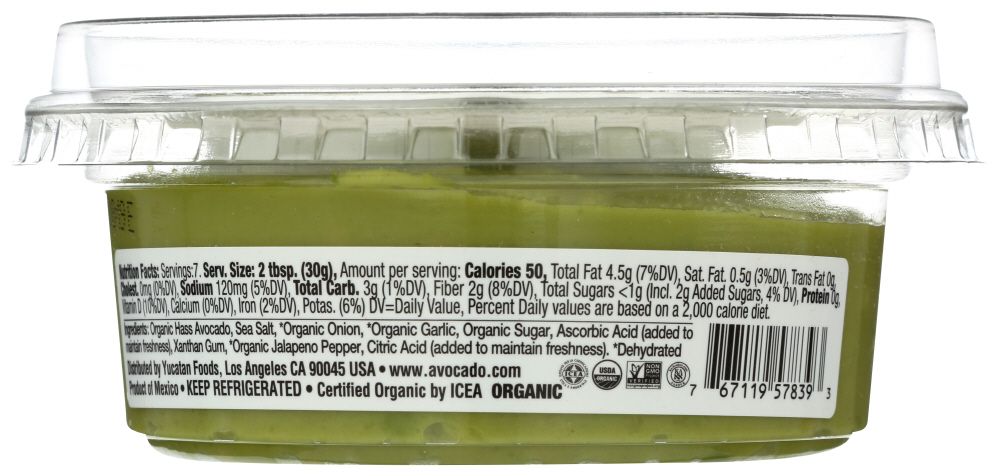 Nutrition Facts: Servings:7. Serv. Size: 2 tbsp. (30g), Amount per serving: Calories 50, Total Fat 4.5g (7%DV), Sat. Fat. 0.5g (3%DV), Trans Fat 0g,
Cholest. 0mg (0%DV), Sodium 120mg (5%DV), Total Carb. 3g (1%DV), Fiber 2g (8%DV), Total Sugars <1g (Incl. 2g Added Sugars, 4% DV), Protein 0g,
Vitamin D (10%DV), Calcium (0%DV), Iron (2%DV), Potas. (6%) DV=Daily Value, Percent Daily values are based on a 2,000 calorie diet.
Ingredients: Organic Hass Avocado, Sea Salt, *Organic Onion, *Organic Garlic, Organic Sugar, Ascorbic Acid (added to
maintain freshness), Xanthan Gum, *Organic Jalapeno Pepper, Citric Acid (added to maintain freshness). *Dehydrated
Distributed by Yucatan Foods, Los Angeles CA 90045 USA • www.avocado.com
Product of Mexico • KEEP REFRIGERATED • Certified Organic by ICEA ORGANIC
ICEA
USDA
ORGANIC
NON
GMO
VERIFIED
7 67119 57839 3